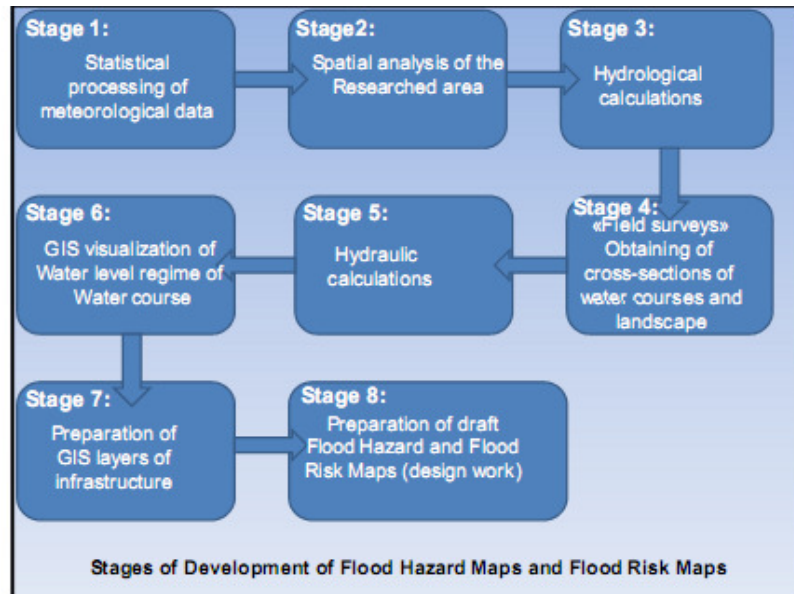 Stage 1:
Statistical
processing of
meteorological data
Stage2:
Spatial analysis of the
Researched area
Stage 3:
Hydrological
calculations
Stage 4:
«Field surveys»
Obtaining of
cross-sections of
water courses and
landscape
Stage 5:
Hydraulic
calculations
Stage 6:
GIS visualization of
Water level regime of
Water course
Stage 7:
Preparation of
GIS layers of
infrastructure
Stage 8:
Preparation of draft
Flood Hazard and Flood
Risk Maps (design work)
Stages of Development of Flood Hazard Maps and Flood Risk Maps